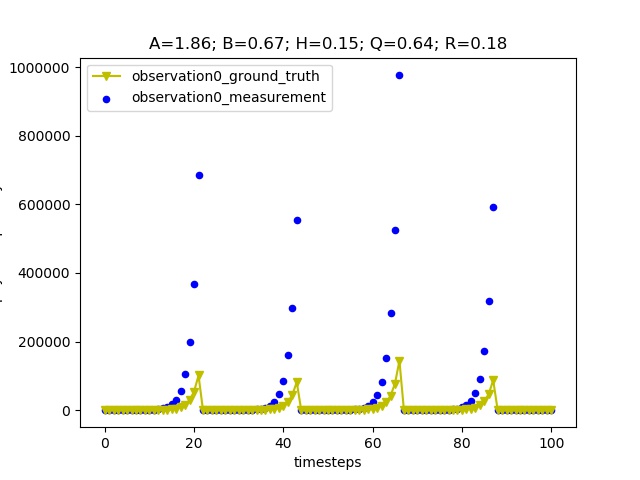 A=1.86; B=0.67; H=0.15; Q=0.64; R=0.18
observation0_ground_truth
observation0_measurement
1000000
800000
600000
400000
200000
0
0 20 40 60 80 100
timesteps